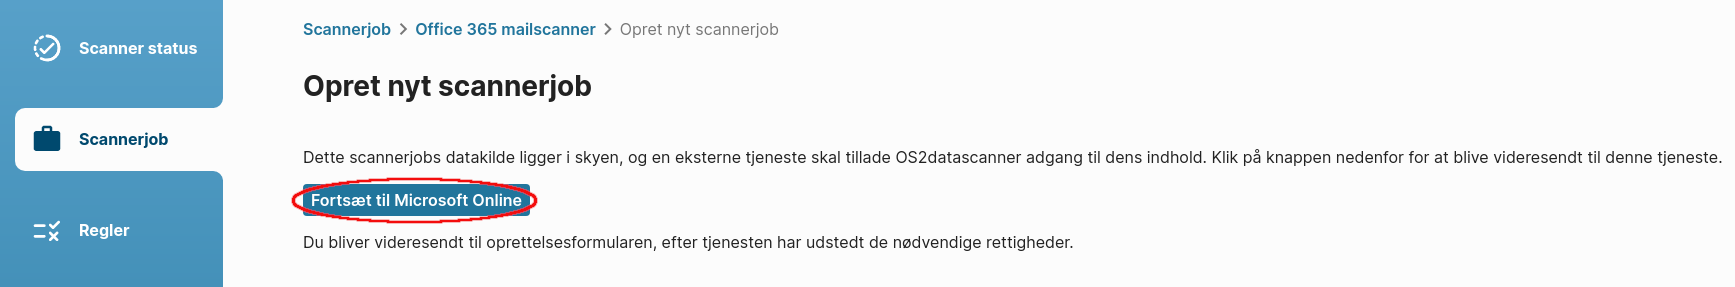 Scanner status
Scannerjob
Regler
Scannerjob > Office 365 mailscanner > Opret nyt scannerjob
Opret nyt scannerjob
Dette scannerjobs datakilde ligger i skyen, og en eksterne tjeneste skal tillade OS2datascanner adgang til dens indhold. Klik på knappen nedenfor for at blive videresendt til denne tjeneste.
Fortsæt til Microsoft Online
Du bliver videresendt til oprettelsesformularen, efter tjenesten har udstedt de nødvendige rettigheder.